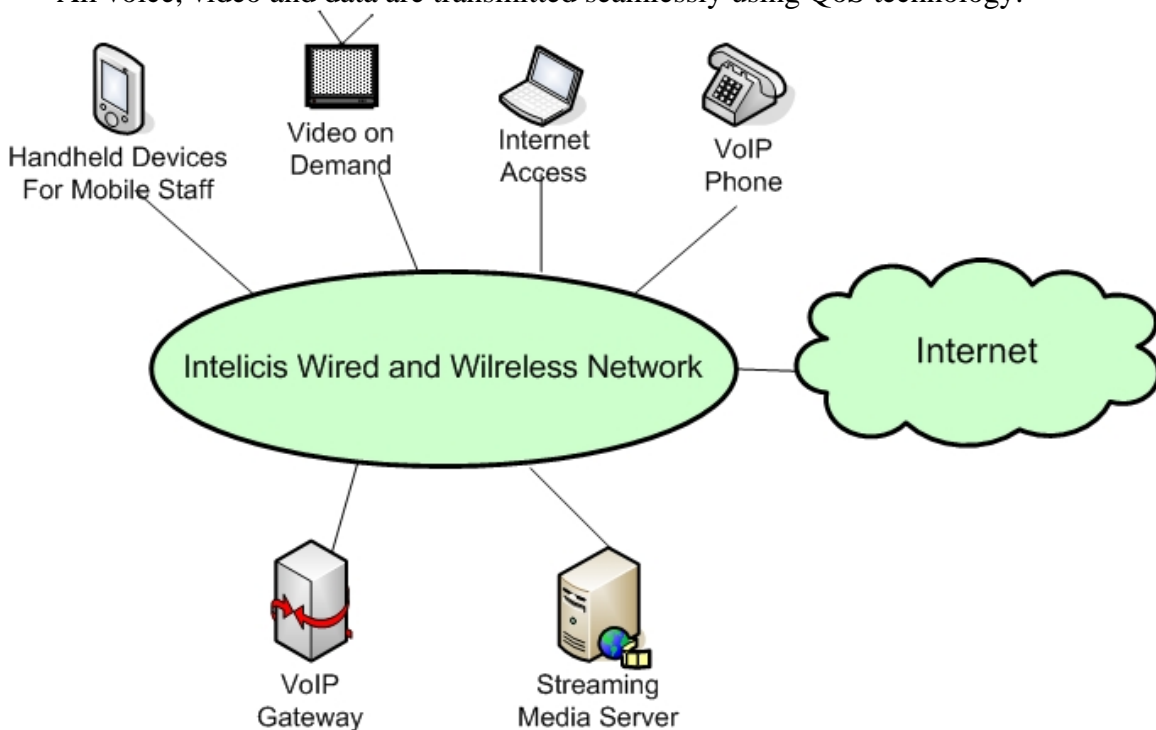 All voice, video and data are transmitted seamlessly using QoS technology.
Handheld Devices
For Mobile Staff
Video on
Demand
Internet
Access
VoIP
Phone
Intelicis Wired and Wilreless Network
Internet
VoIP
Gateway
Streaming
Media Server